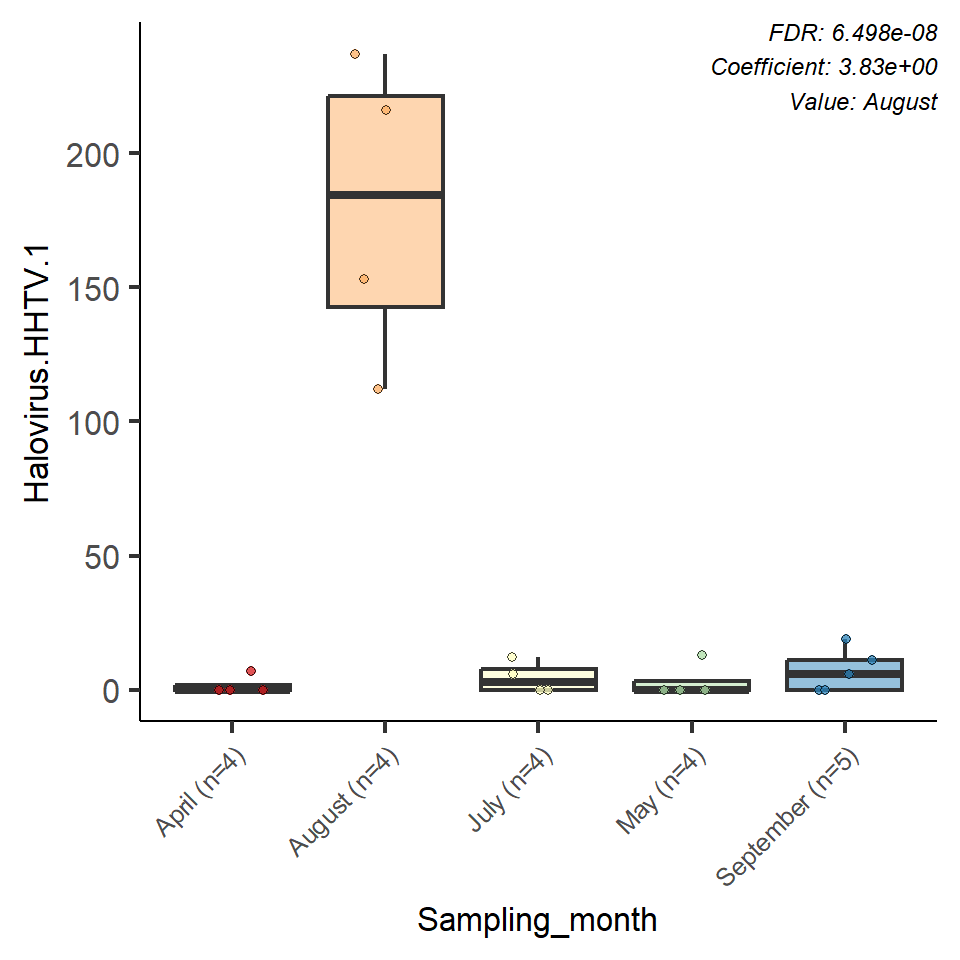 FDR: 6.498e-08
Coefficient: 3.83e+00
Value: August
Halovirus.HHTV.1
200
150
100
50
0
April (n=4)
August (n=4)
July (n=4)
May (n=4)
September (n=5)
Sampling_month